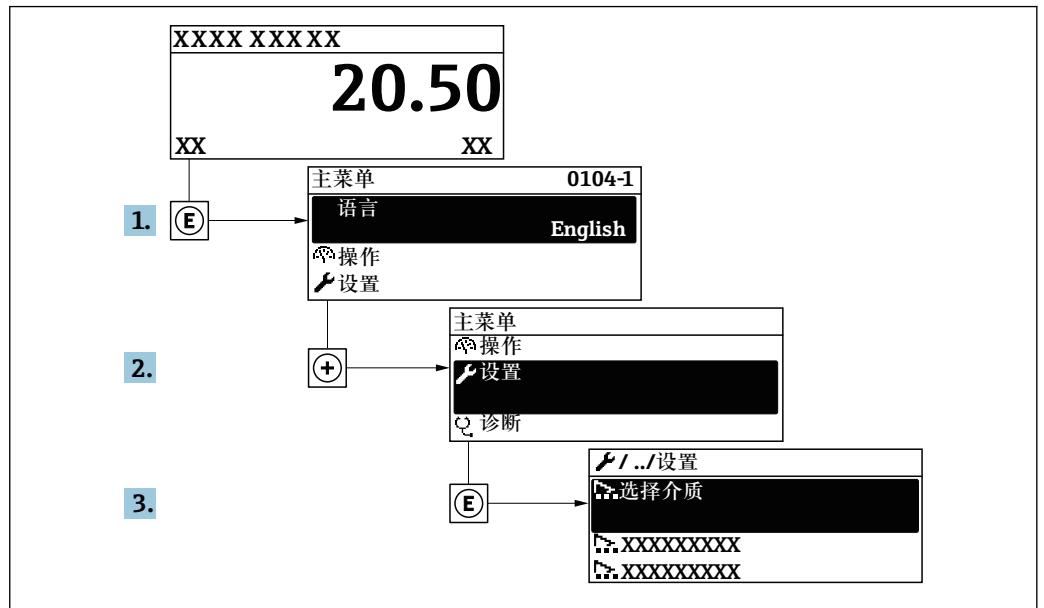 XXXX XXXXX
20.50
XX XX
主菜单 0104-1
1. E 语言
English
操作
设置
主菜单
操作
2. + 设置
诊断
/ ../设置
3. E 选择介质
XXXXXXXXX
XXXXXXXXX